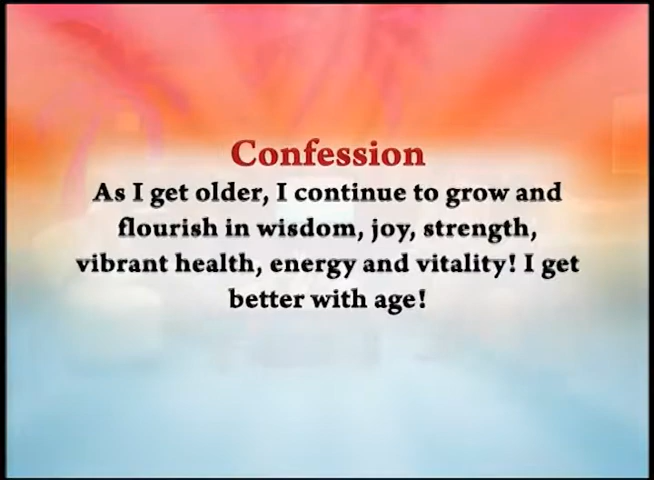 Confession
As I get older, I continue to grow and
flourish in wisdom, joy, strength,
vibrant health, energy and vitality! I get
better with age!